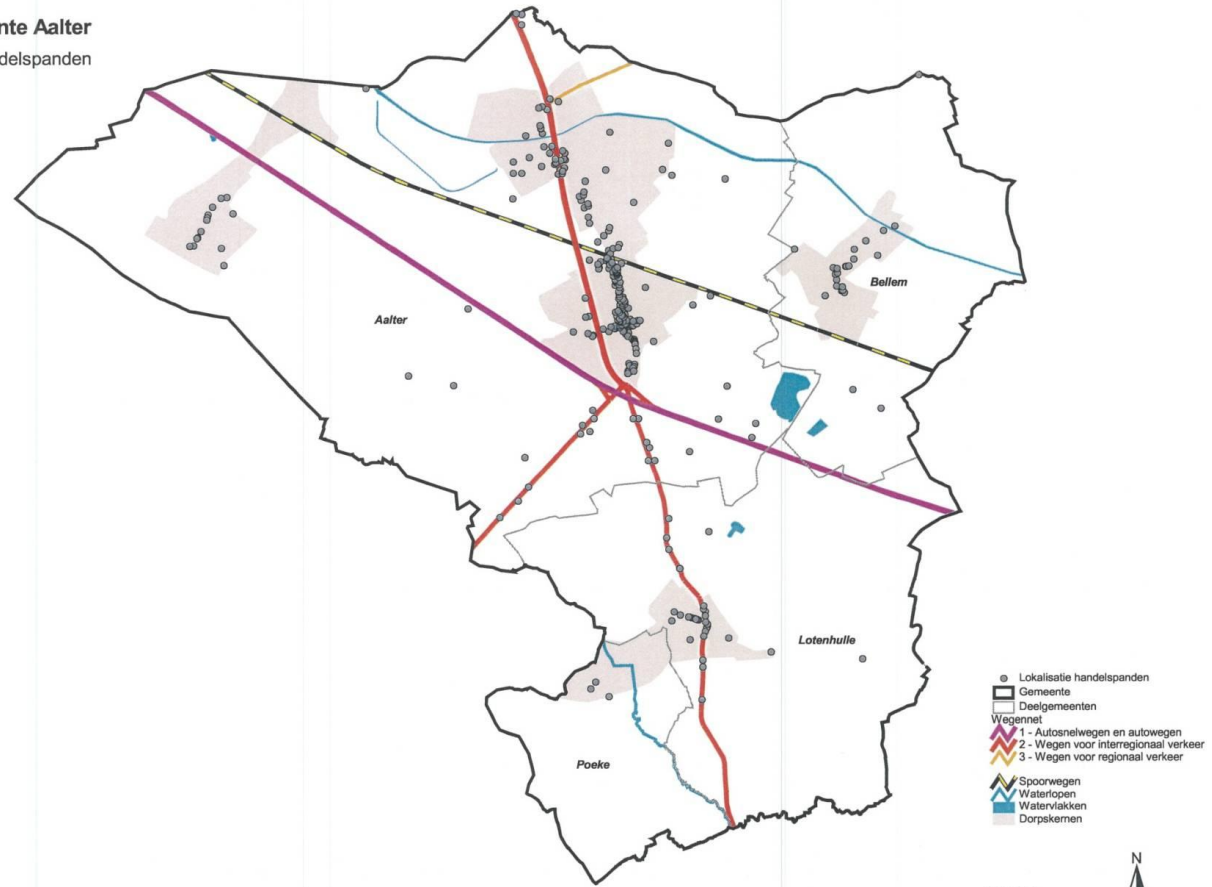 nte Aalter
delspanden
Aalter
Bellem
Lotenhulle
Poeke
Lokalisatie handelspanden
Gemeente
Deelgemeenten
Wegennet
1 - Autosnelwegen en autowegen
2 - Wegen voor interregionaal verkeer
3 - Wegen voor regionaal verkeer
Spoorwegen
Waterlopen
Watervlakken
Dorpskernen
N